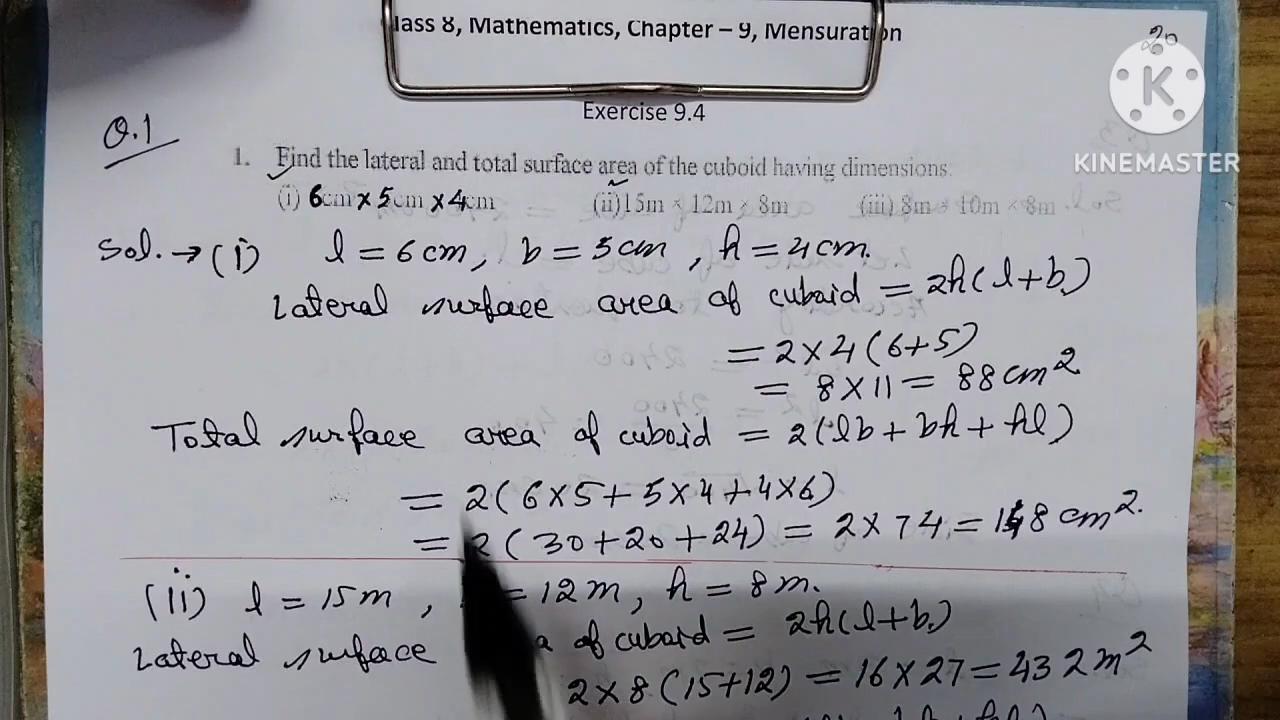 lass 8, Mathematics, Chapter – 9, Mensuration
20
K
KINEMASTER
Exercise 9.4
Q.1
1. Find the lateral and total surface area of the cuboid having dimensions.
(i) 6cm x 5cm x 4cm (ii) 15m × 12m × 8m (iii) 8m × 10m × 8m
Sol. → (i) l = 6 cm, b = 5 cm, h = 4 cm.
Lateral surface area of cuboid = 2h(l+b)
= 2×4(6+5)
= 8×11 = 88 cm²
Total surface area of cuboid = 2(lb + bh + hl)
= 2(6×5 + 5×4 + 4×6)
= 2(30+20+24) = 2×74 = 148 cm².
(ii) l = 15 m, = 12 m, h = 8 m.
Lateral surface of cuboid = 2h(l+b)
2×8(15+12) = 16×27 = 432 m²